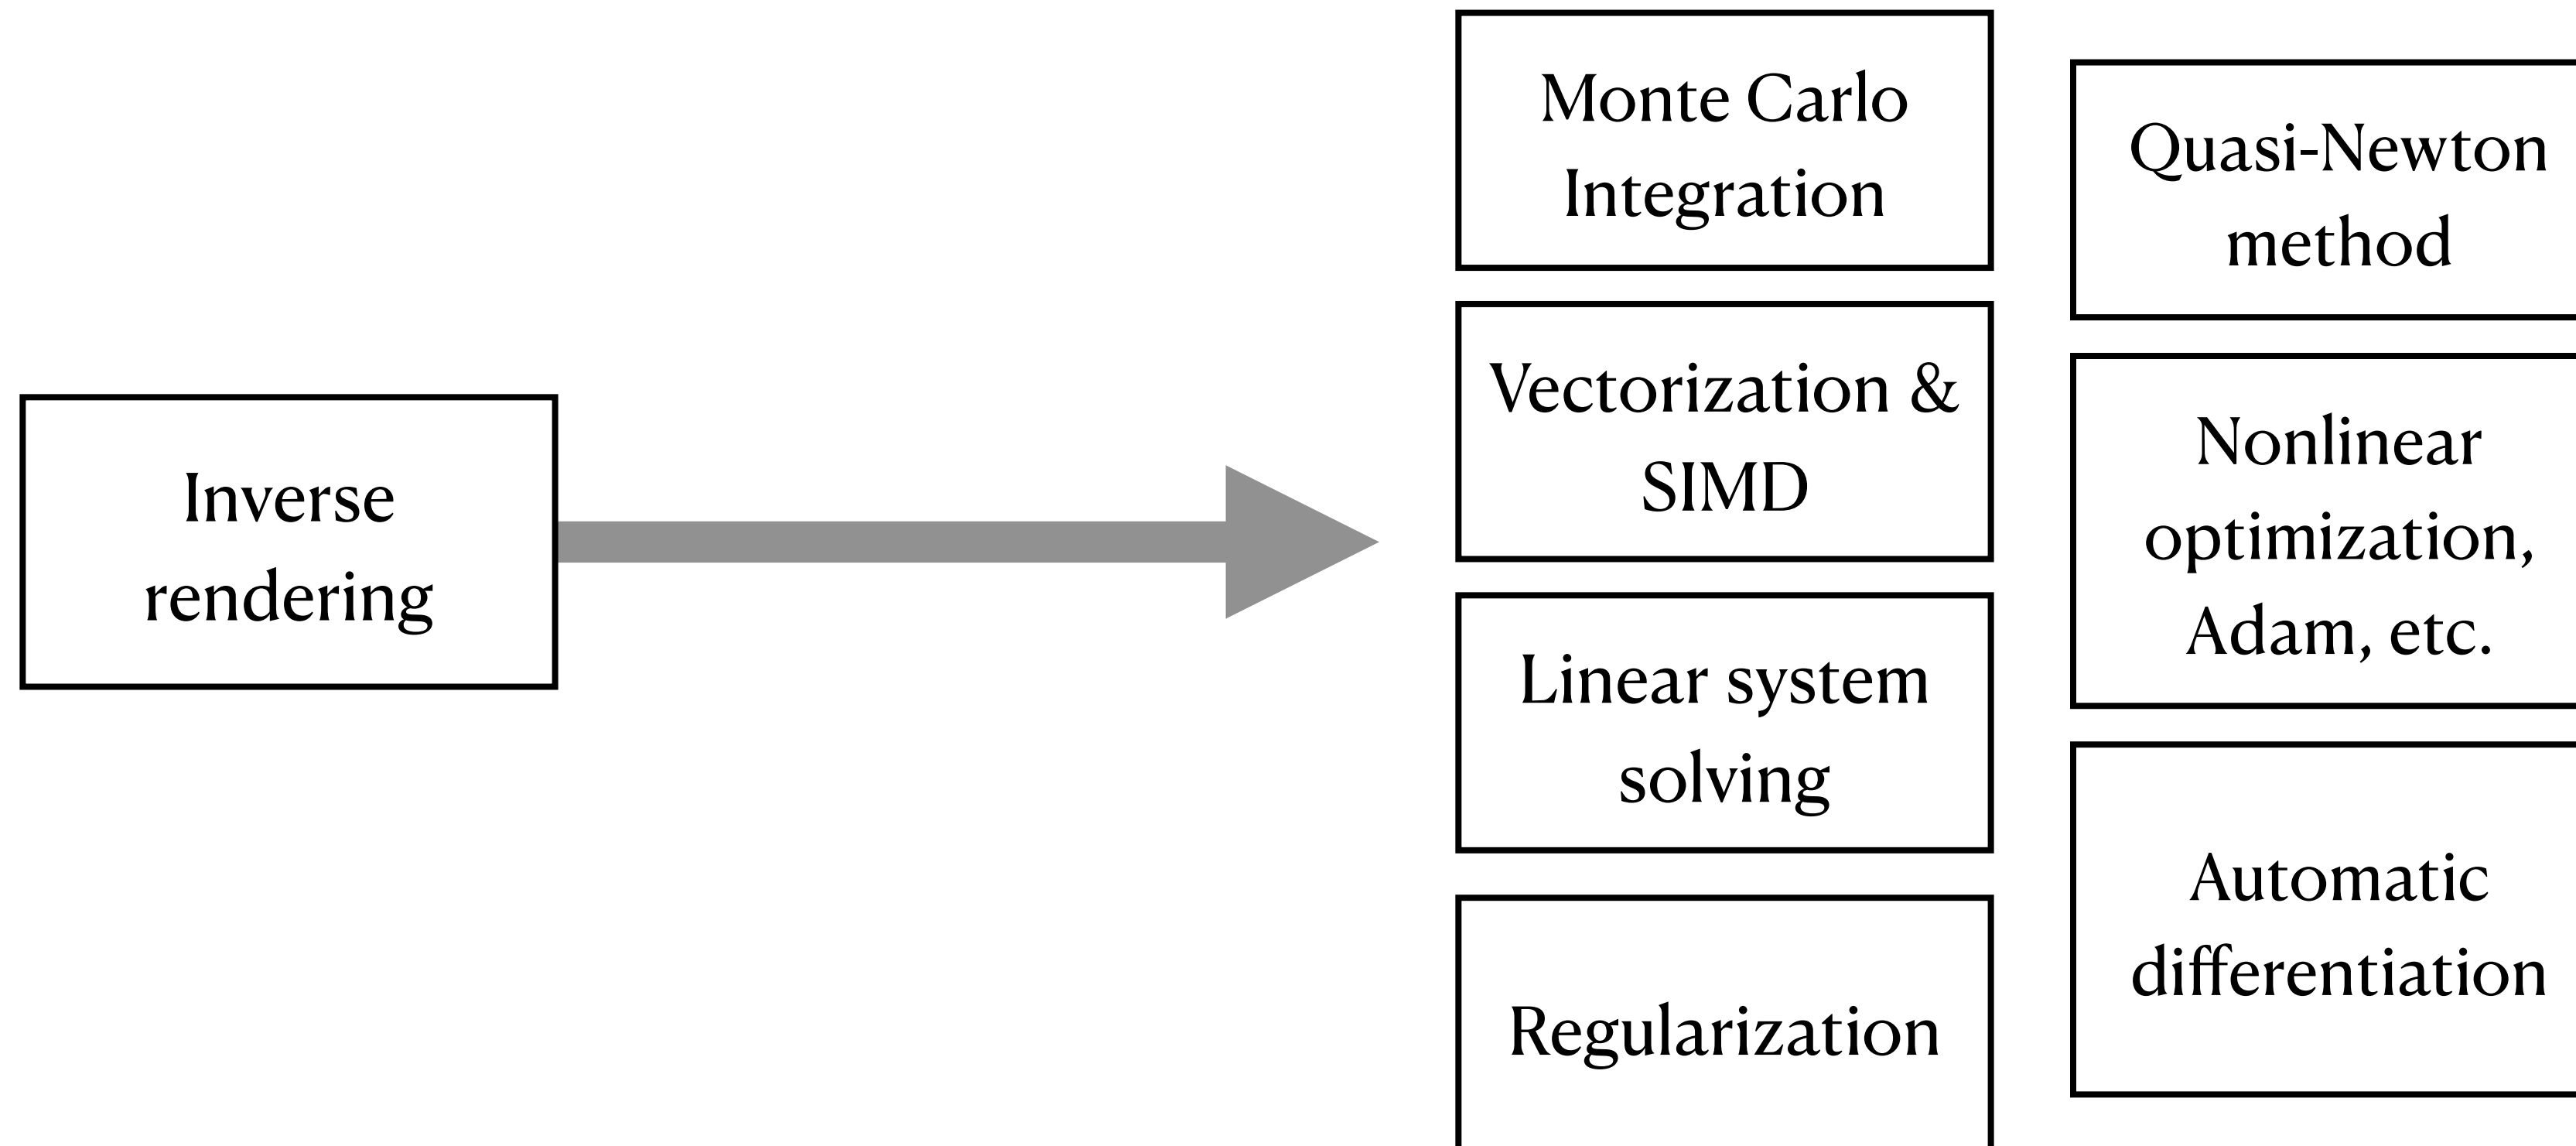 Inverse
rendering
Monte Carlo
Integration
Vectorization &
SIMD
Linear system
solving
Regularization
Quasi-Newton
method
Nonlinear
optimization,
Adam, etc.
Automatic
differentiation